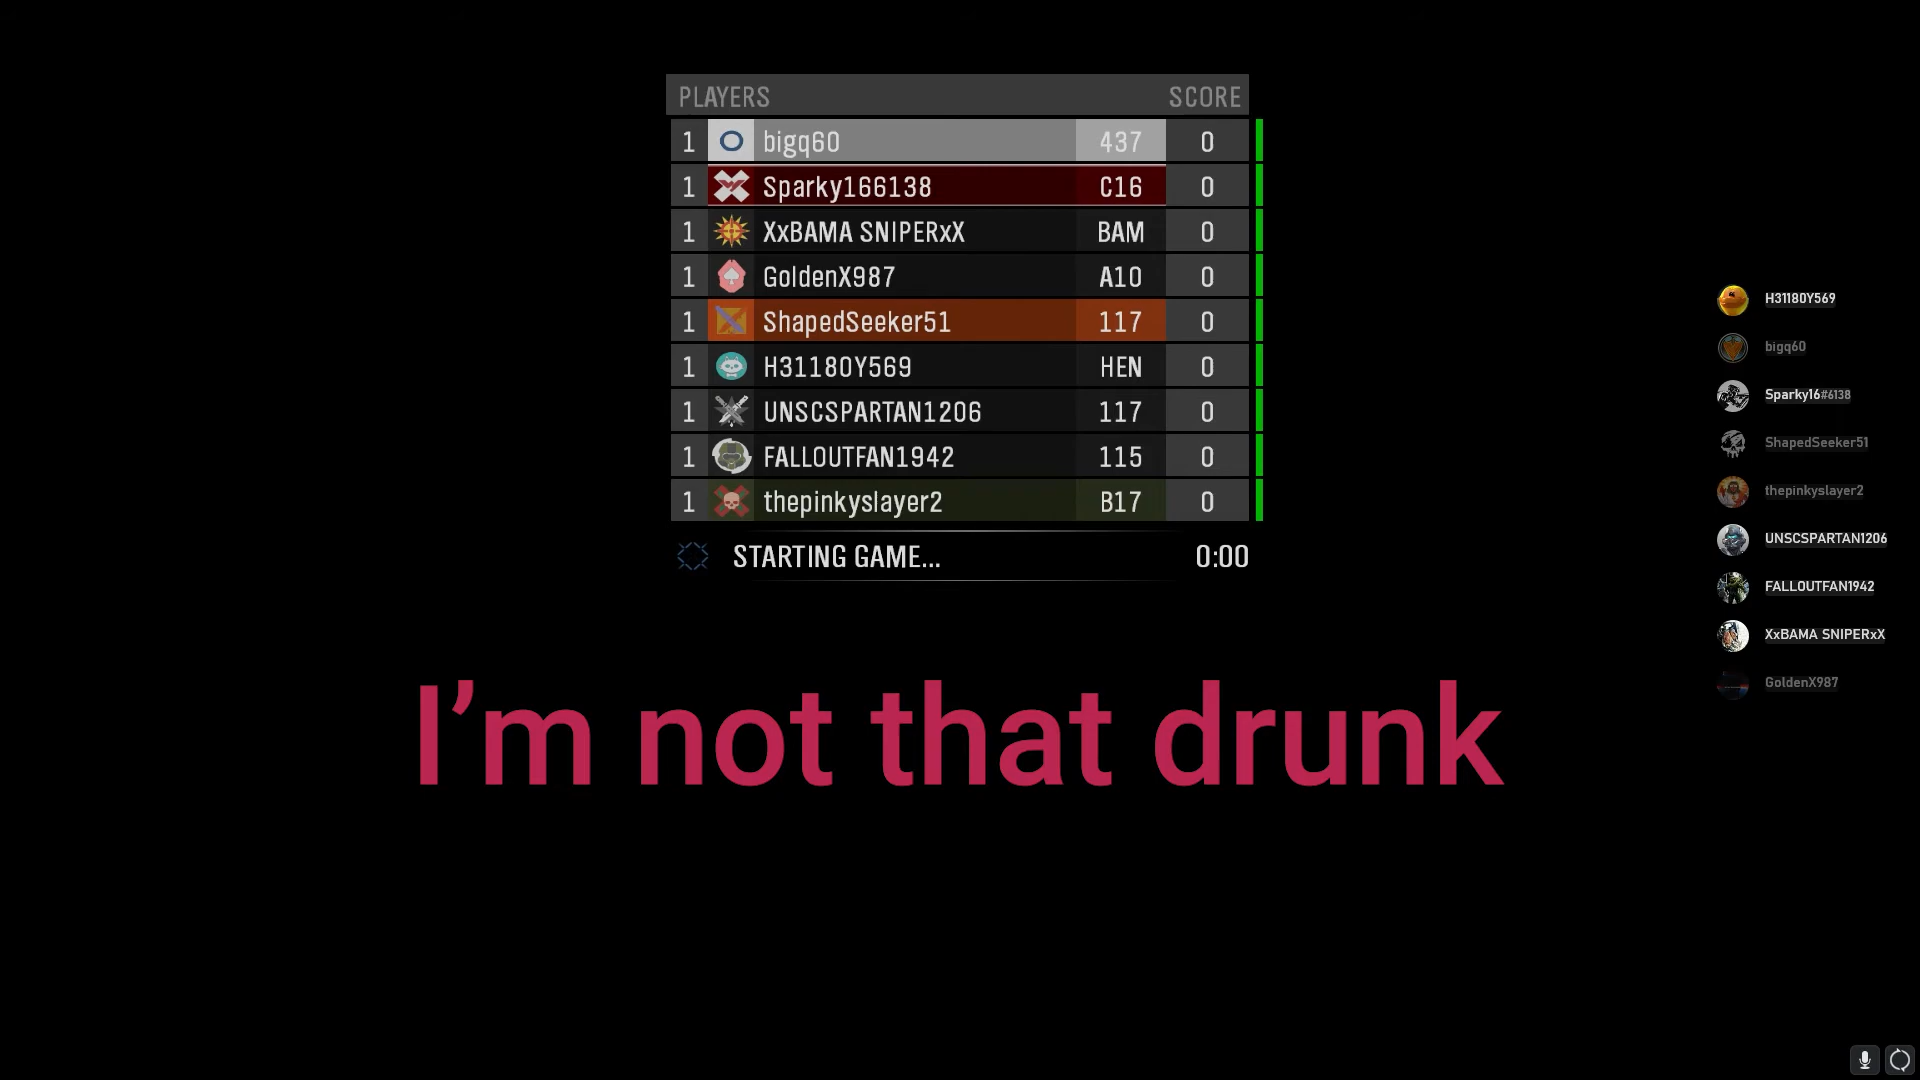 PLAYERS SCORE
1 bigq60 437 0
1 Sparky166138 C16 0
1 XxBAMA SNIPERxX BAM 0
1 GoldenX987 A10 0
1 ShapedSeeker51 117 0
1 H31180Y569 HEN 0
1 UNSCSPARTAN1206 117 0
1 FALLOUTFAN1942 115 0
1 thepinkyslayer2 B17 0
STARTING GAME... 0:00
H31180Y569
bigq60
Sparky16#6138
ShapedSeeker51
thepinkyslayer2
UNSCSPARTAN1206
FALLOUTFAN1942
XxBAMA SNIPERxX
GoldenX987
I’m not that drunk